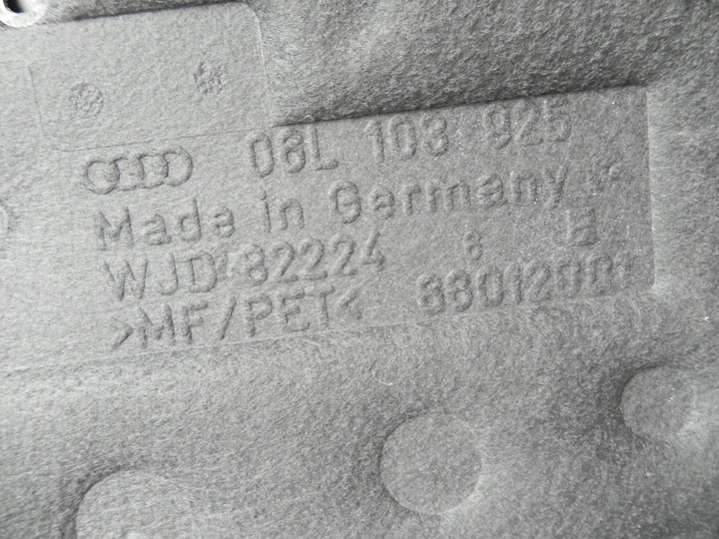 06L 103 925
Made in Germany
WJD 82224
>MF/PET<